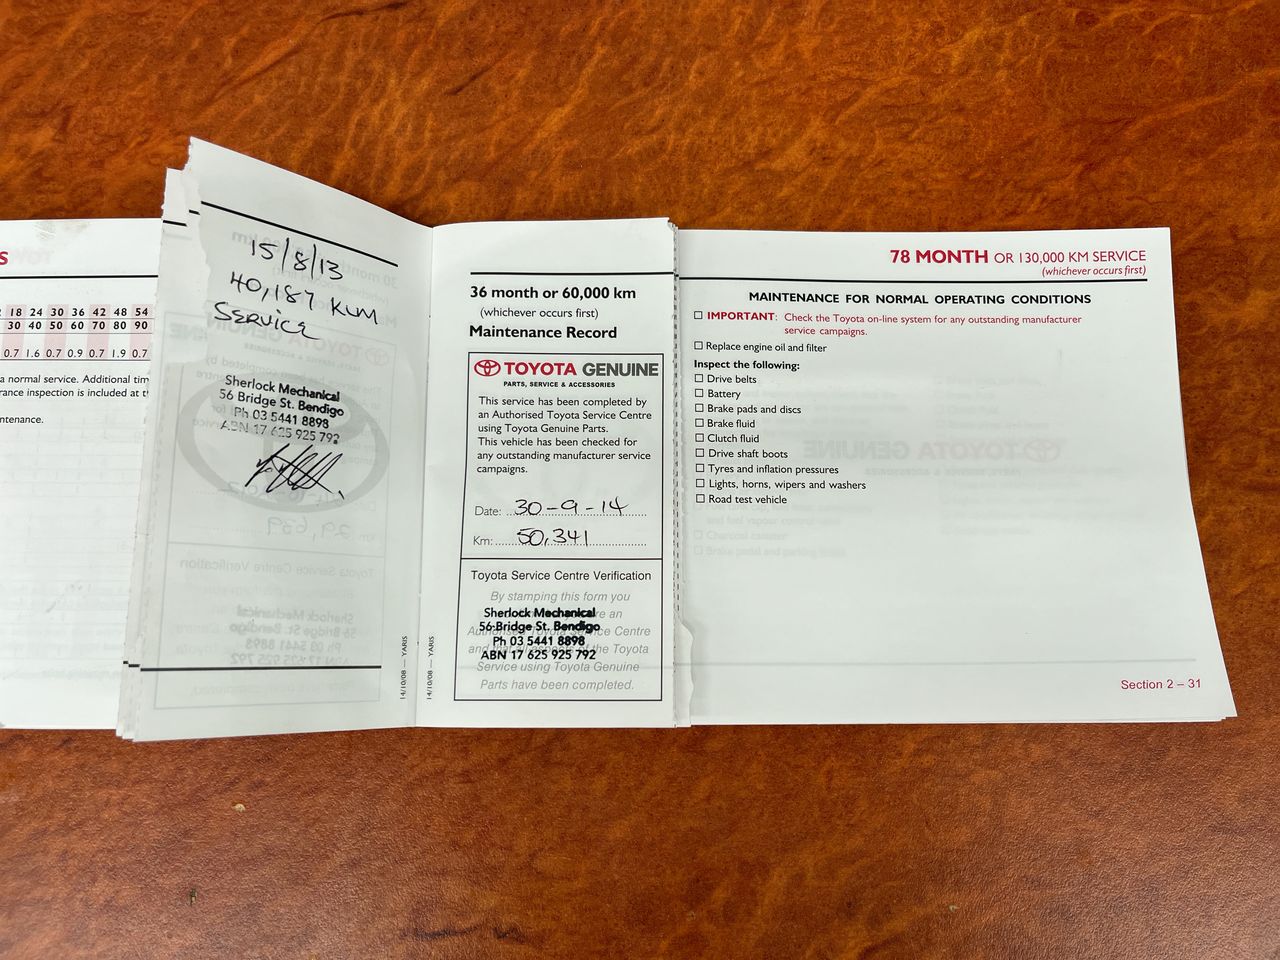 S
18 24 30 36 42 48 54
30 40 50 60 70 80 90
0.7 1.6 0.7 0.9 0.7 1.9 0.7
a normal service. Additional tim
rance inspection is included at t
ntenance.
15/8/13
40,187 KLM
SERVICE
Sherlock Mechanical
56 Bridge St. Bendigo
Ph 03 5441 8898
ABN 17 625 925 792
14/10/08 — YARIS
14/10/08 — YARIS
36 month or 60,000 km
(whichever occurs first)
Maintenance Record
TOYOTA GENUINE
PARTS, SERVICE & ACCESSORIES
This service has been completed by
an Authorised Toyota Service Centre
using Toyota Genuine Parts.
This vehicle has been checked for
any outstanding manufacturer service
campaigns.
Date: 30-9-14
Km: 50,341
Toyota Service Centre Verification
By stamping this form you
Sherlock Mechanical
56 Bridge St. Bendigo
Ph 03 5441 8898
ABN 17 625 925 792
Service using Toyota Genuine
Parts have been completed.
78 MONTH OR 130,000 KM SERVICE
(whichever occurs first)
MAINTENANCE FOR NORMAL OPERATING CONDITIONS
IMPORTANT: Check the Toyota on-line system for any outstanding manufacturer
service campaigns.
Replace engine oil and filter
Inspect the following:
Drive belts
Battery
Brake pads and discs
Brake fluid
Clutch fluid
Drive shaft boots
Tyres and inflation pressures
Lights, horns, wipers and washers
Road test vehicle
Section 2 – 31